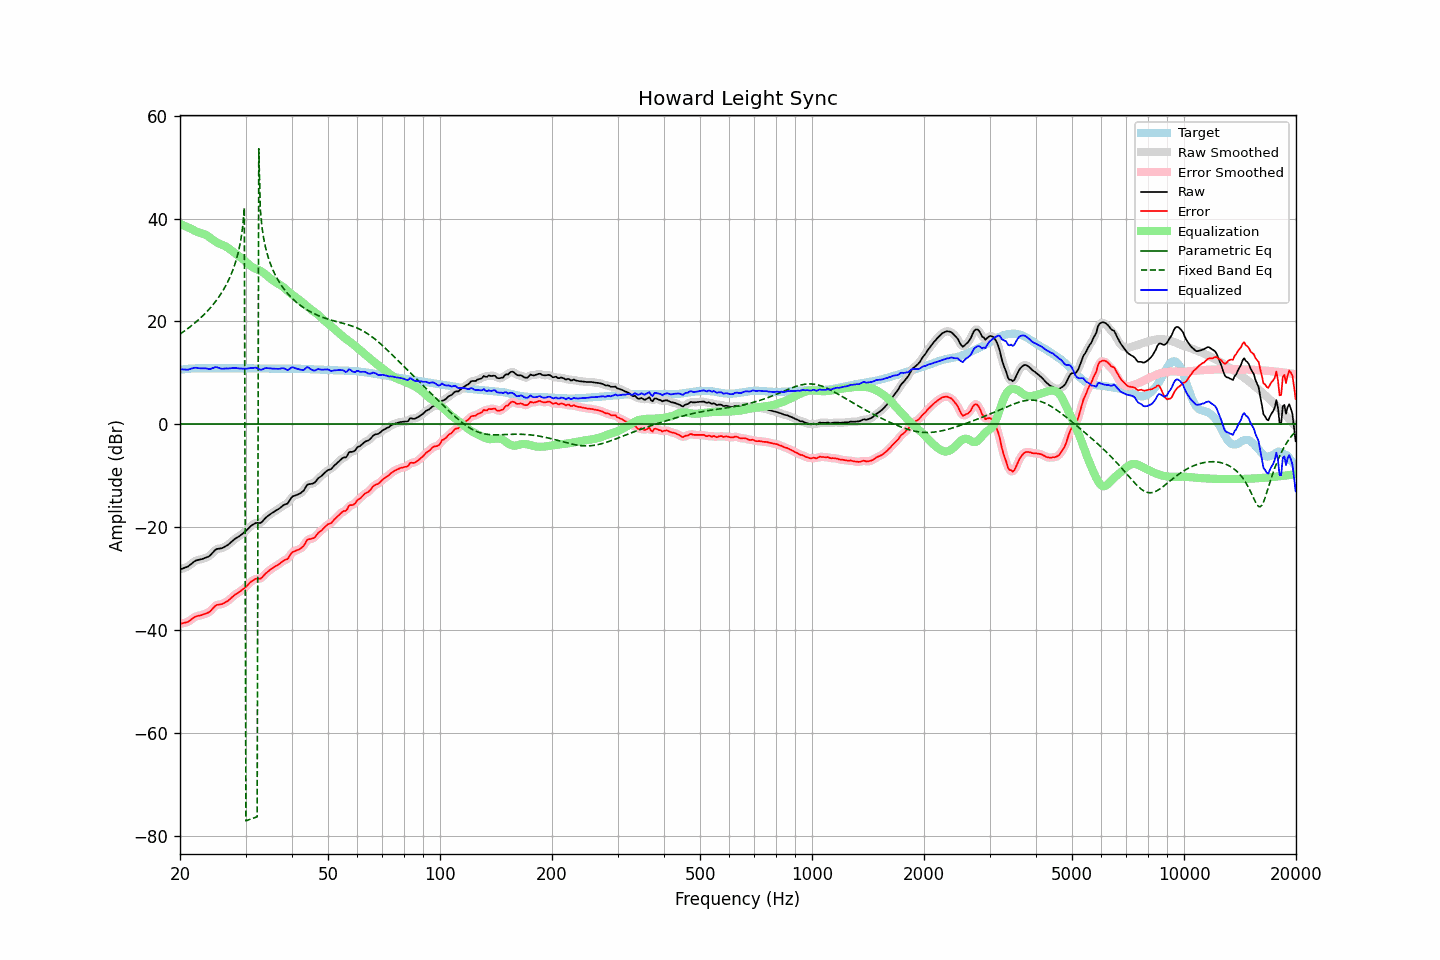 Howard Leight Sync
60
40
20
0
−20
−40
−60
−80
Amplitude (dBr)
Target
Raw Smoothed
Error Smoothed
Raw
Error
Equalization
Parametric Eq
Fixed Band Eq
Equalized
20 50 100 200 500 1000 2000 5000 10000 20000
Frequency (Hz)